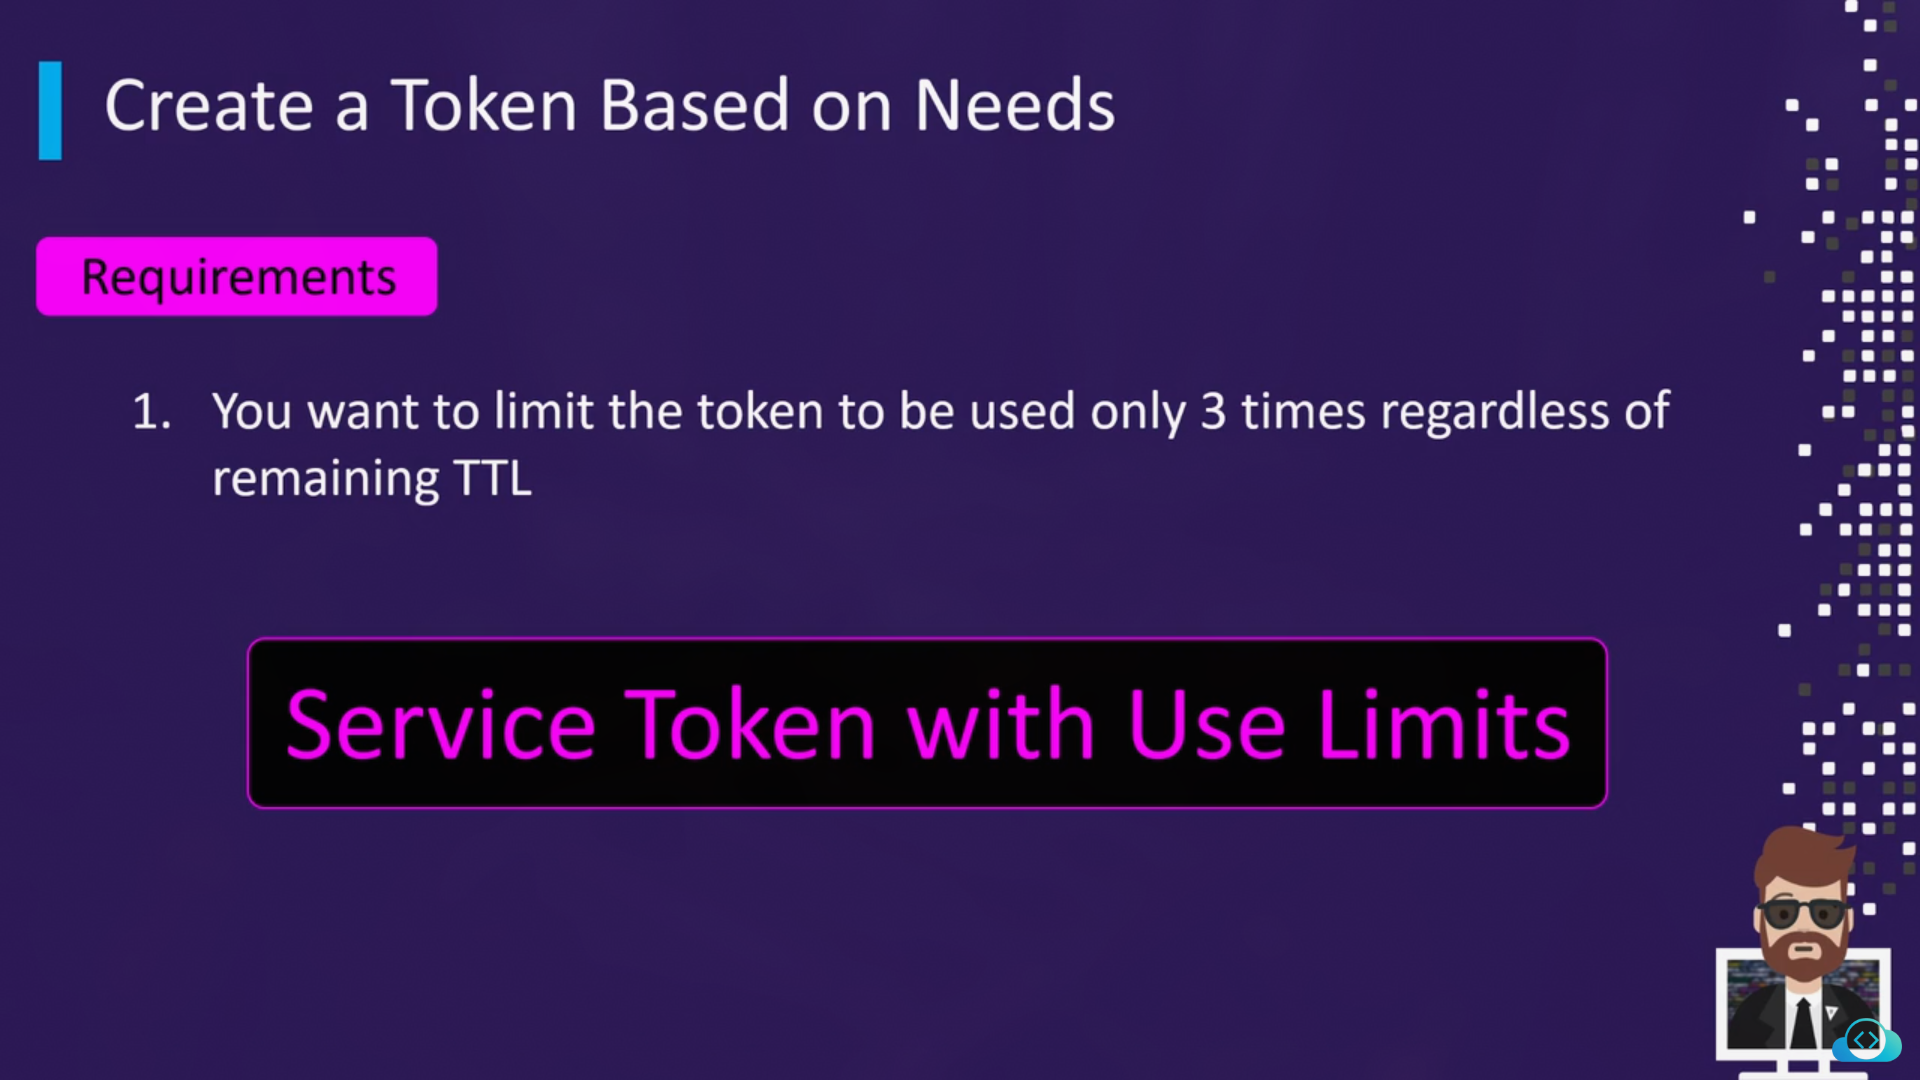 Create a Token Based on Needs
Requirements
1. You want to limit the token to be used only 3 times regardless of
remaining TTL
Service Token with Use Limits